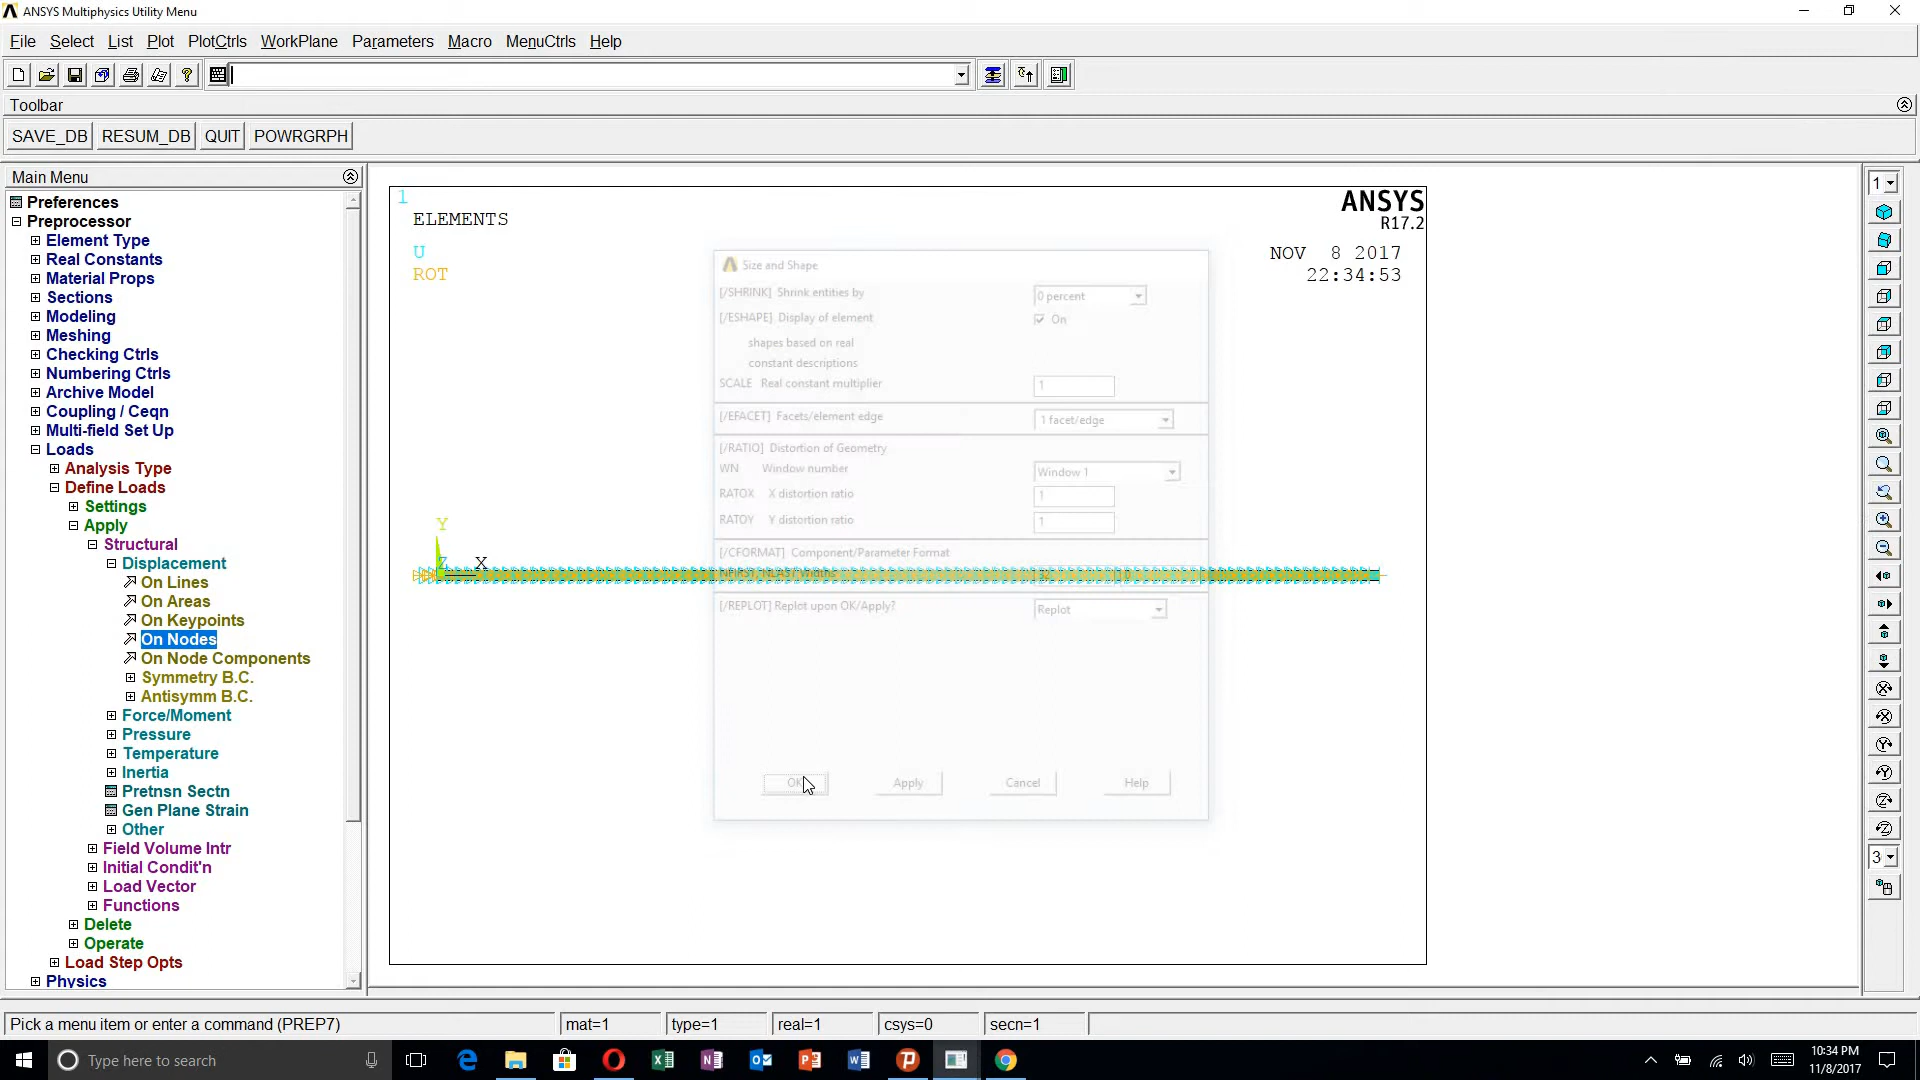 ANSYS Multiphysics Utility Menu
File Select List Plot PlotCtrls WorkPlane Parameters Macro MenuCtrls Help
Toolbar
SAVE_DB RESUM_DB QUIT POWRGRPH
Main Menu
Preferences
Preprocessor
Element Type
Real Constants
Material Props
Sections
Modeling
Meshing
Checking Ctrls
Numbering Ctrls
Archive Model
Coupling / Ceqn
Multi-field Set Up
Loads
Analysis Type
Define Loads
Settings
Apply
Structural
Displacement
On Lines
On Areas
On Keypoints
On Nodes
On Node Components
Symmetry B.C.
Antisymm B.C.
Force/Moment
Pressure
Temperature
Inertia
Pretnsn Sectn
Gen Plane Strain
Other
Field Volume Intr
Initial Condit'n
Load Vector
Functions
Delete
Operate
Load Step Opts
Physics
1
ELEMENTS
U
ROT
ANSYS
R17.2
NOV 8 2017
22:34:53
Y
Z X
Size and Shape
[/SHRINK] Shrink entities by 0 percent
[/ESHAPE] Display of element On
shapes based on real
constant descriptions
SCALE Real constant multiplier 1
[/EFACET] Facets/element edge 1 facet/edge
[/RATIO] Distortion of Geometry
WN Window number Window 1
RATOX X distortion ratio 1
RATOY Y distortion ratio 1
[/CFORMAT] Component/Parameter Format
NFIRST, NLAST Widths
[/REPLOT] Replot upon OK/Apply? Replot
OK Apply Cancel Help
1
3
Pick a menu item or enter a command (PREP7) mat=1 type=1 real=1 csys=0 secn=1
Type here to search
10:34 PM
11/8/2017